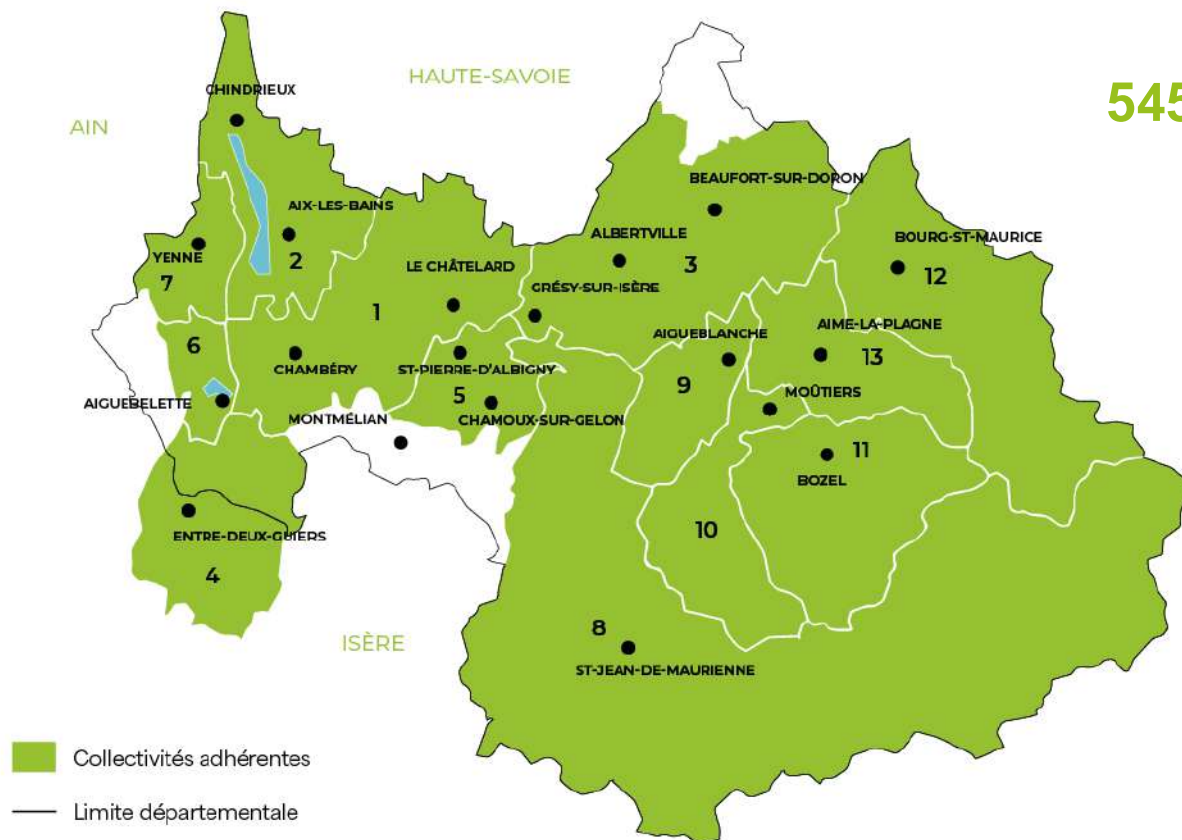 HAUTE-SAVOIE
CHINDRIEUX
545
AIN
BEAUFORT-SUR-DORON
AIX-LES-BAINS
ALBERTVILLE
BOURG-ST-MAURICE
YENNE
2
3
7
LE CHÂTELARD
12
GRÉSY-SUR-ISÈRE
1
AIME-LA-PLAGNE
AIGUEBLANCHE
6
13
CHAMBÉRY
ST-PIERRE-D'ALBIGNY
9
MOÛTIERS
5
AIGUEBELETTE
MONTMÉLIAN
CHAMOUX-SUR-GELON
11
BOZEL
10
ENTRE-DEUX-GUIERS
4
8
ISÈRE
ST-JEAN-DE-MAURIENNE
Collectivités adhérentes
Limite départementale